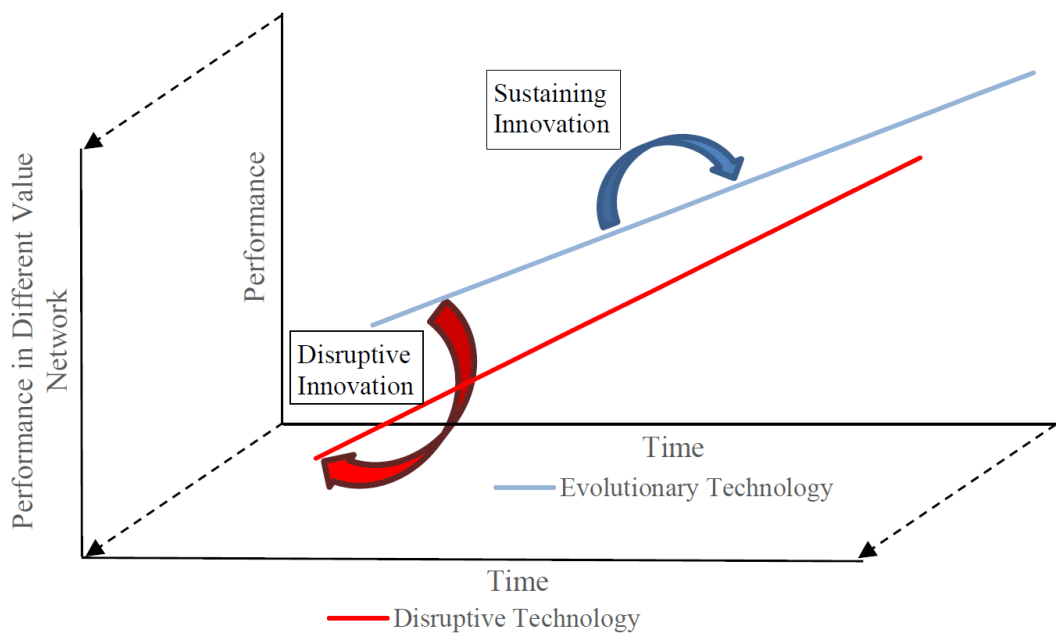 Sustaining
Innovation
Performance in Different Value
Network
Performance
Disruptive
Innovation
Time
Evolutionary Technology
Time
Disruptive Technology